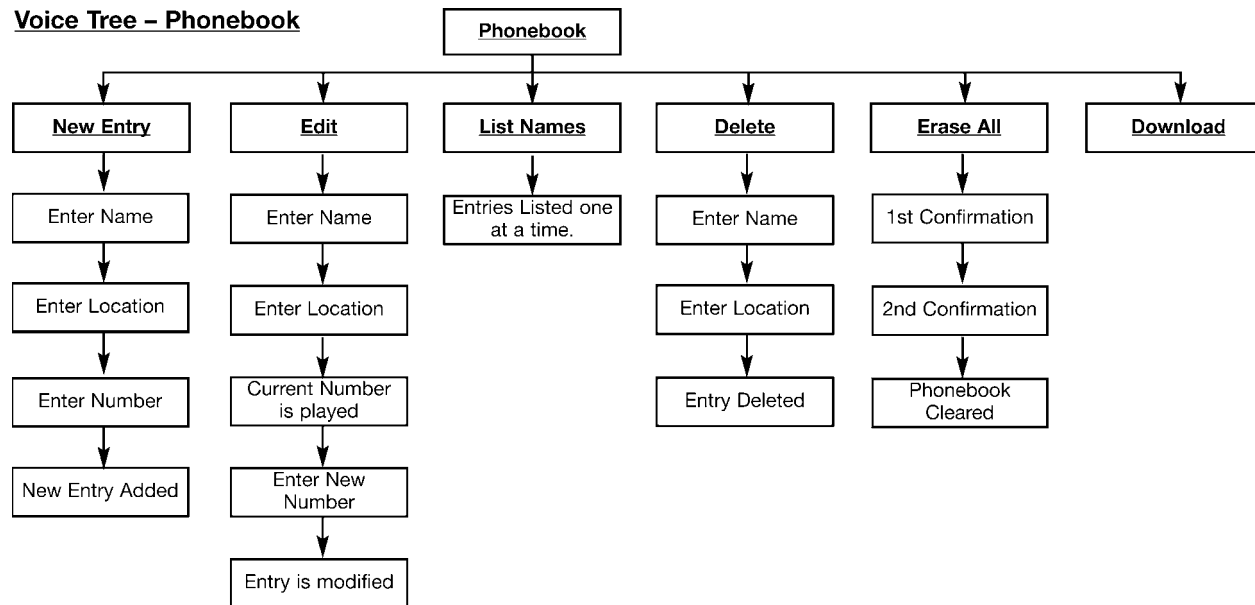 Voice Tree – Phonebook
Phonebook
New Entry
Edit
List Names
Delete
Erase All
Download
Enter Name
Enter Name
Entries Listed one
at a time.
Enter Name
1st Confirmation
Enter Location
Enter Location
Enter Location
2nd Confirmation
Enter Number
Current Number
is played
Entry Deleted
Phonebook
Cleared
New Entry Added
Enter New
Number
Entry is modified